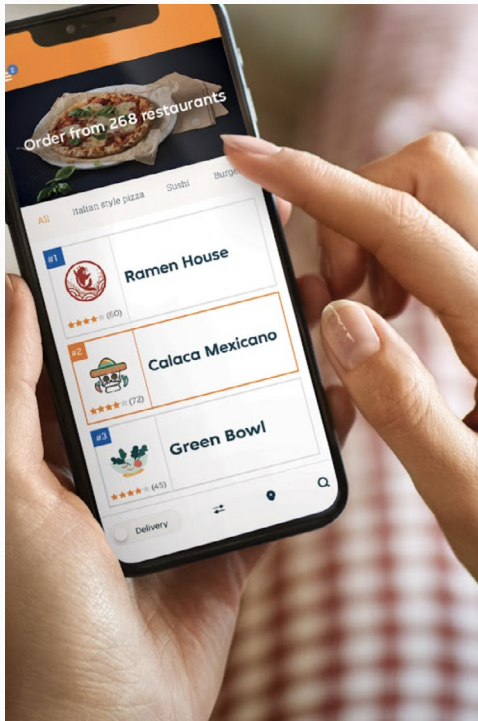 2
Order from 268 restaurants
All Italian style pizza Sushi
#1
Ramen House
(60)
#2
Calaca Mexicano
(72)
#3
Green Bowl
(45)
Delivery